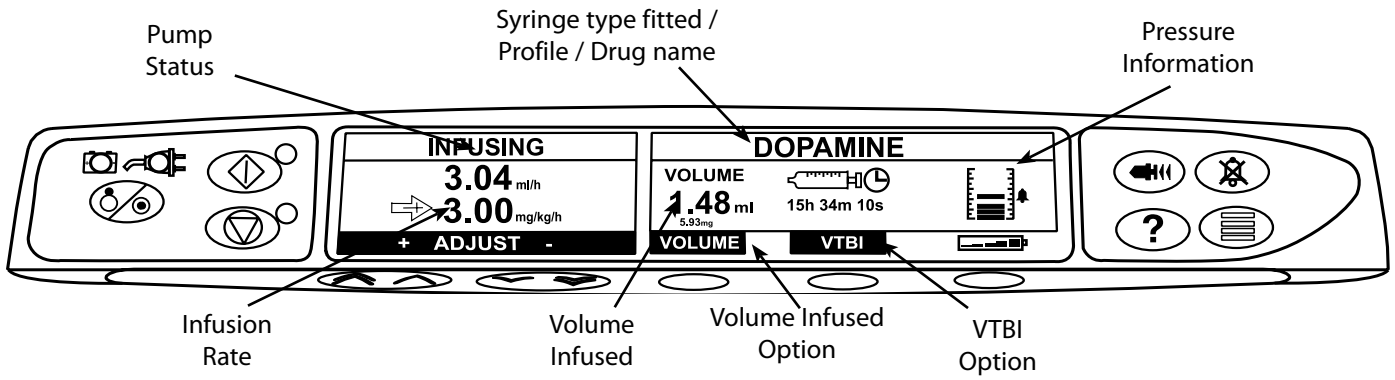 Syringe type fitted /
Profile / Drug name
Pump
Status
Pressure
Information
INFUSING
3.04 ml/h
3.00 mg/kg/h
+ ADJUST -
DOPAMINE
VOLUME
1.48 ml
5.93mg
15h 34m 10s
VOLUME
VTBI
?
Infusion
Rate
Volume
Infused
Volume Infused
Option
VTBI
Option